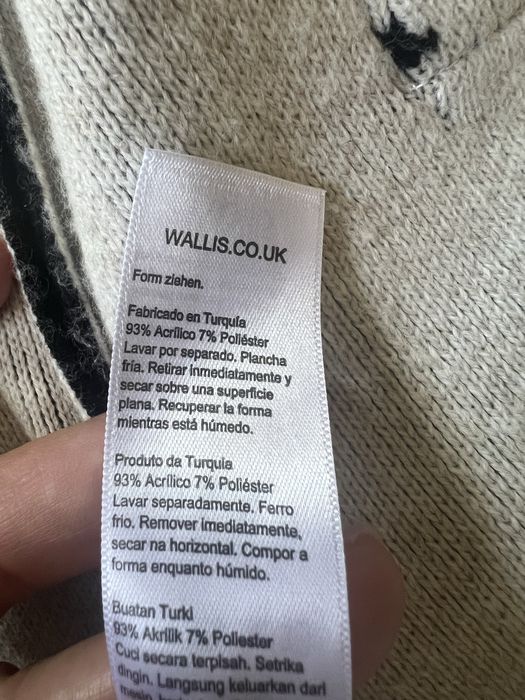 WALLIS.CO.UK
Form ziehen.
Fabricado en Turquía
93% Acrílico 7% Poliéster
Lavar por separado. Plancha
fría. Retirar inmediatamente y
secar sobre una superficie
plana. Recuperar la forma
mientras está húmedo.
Produto da Turquia
93% Acrílico 7% Poliéster
Lavar separadamente. Ferro
frio. Remover imediatamente,
secar na horizontal. Compor a
forma enquanto húmido.
Buatan Turki
93% Akrilik 7% Poliester
Cuci secara terpisah. Setrika
dingin. Langsung keluarkan dari
mesin